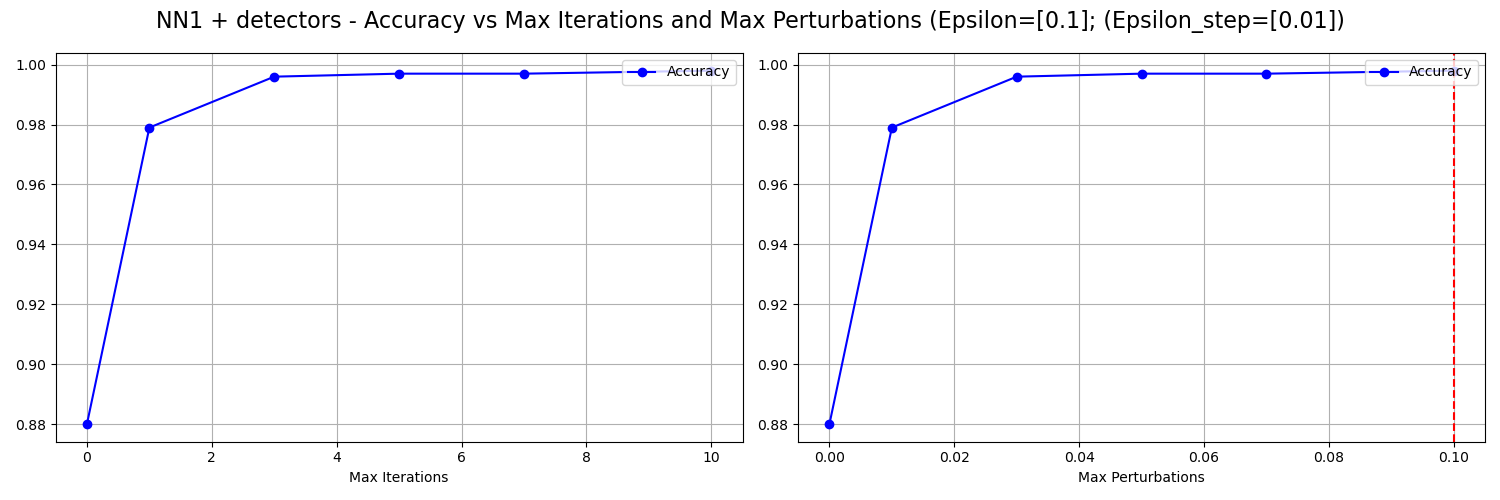 NN1 + detectors - Accuracy vs Max Iterations and Max Perturbations (Epsilon=[0.1]; (Epsilon_step=[0.01])
1.00
0.98
0.96
0.94
0.92
0.90
0.88
Accuracy
0 2 4 6 8 10
Max Iterations
1.00
0.98
0.96
0.94
0.92
0.90
0.88
Accuracy
0.00 0.02 0.04 0.06 0.08 0.10
Max Perturbations